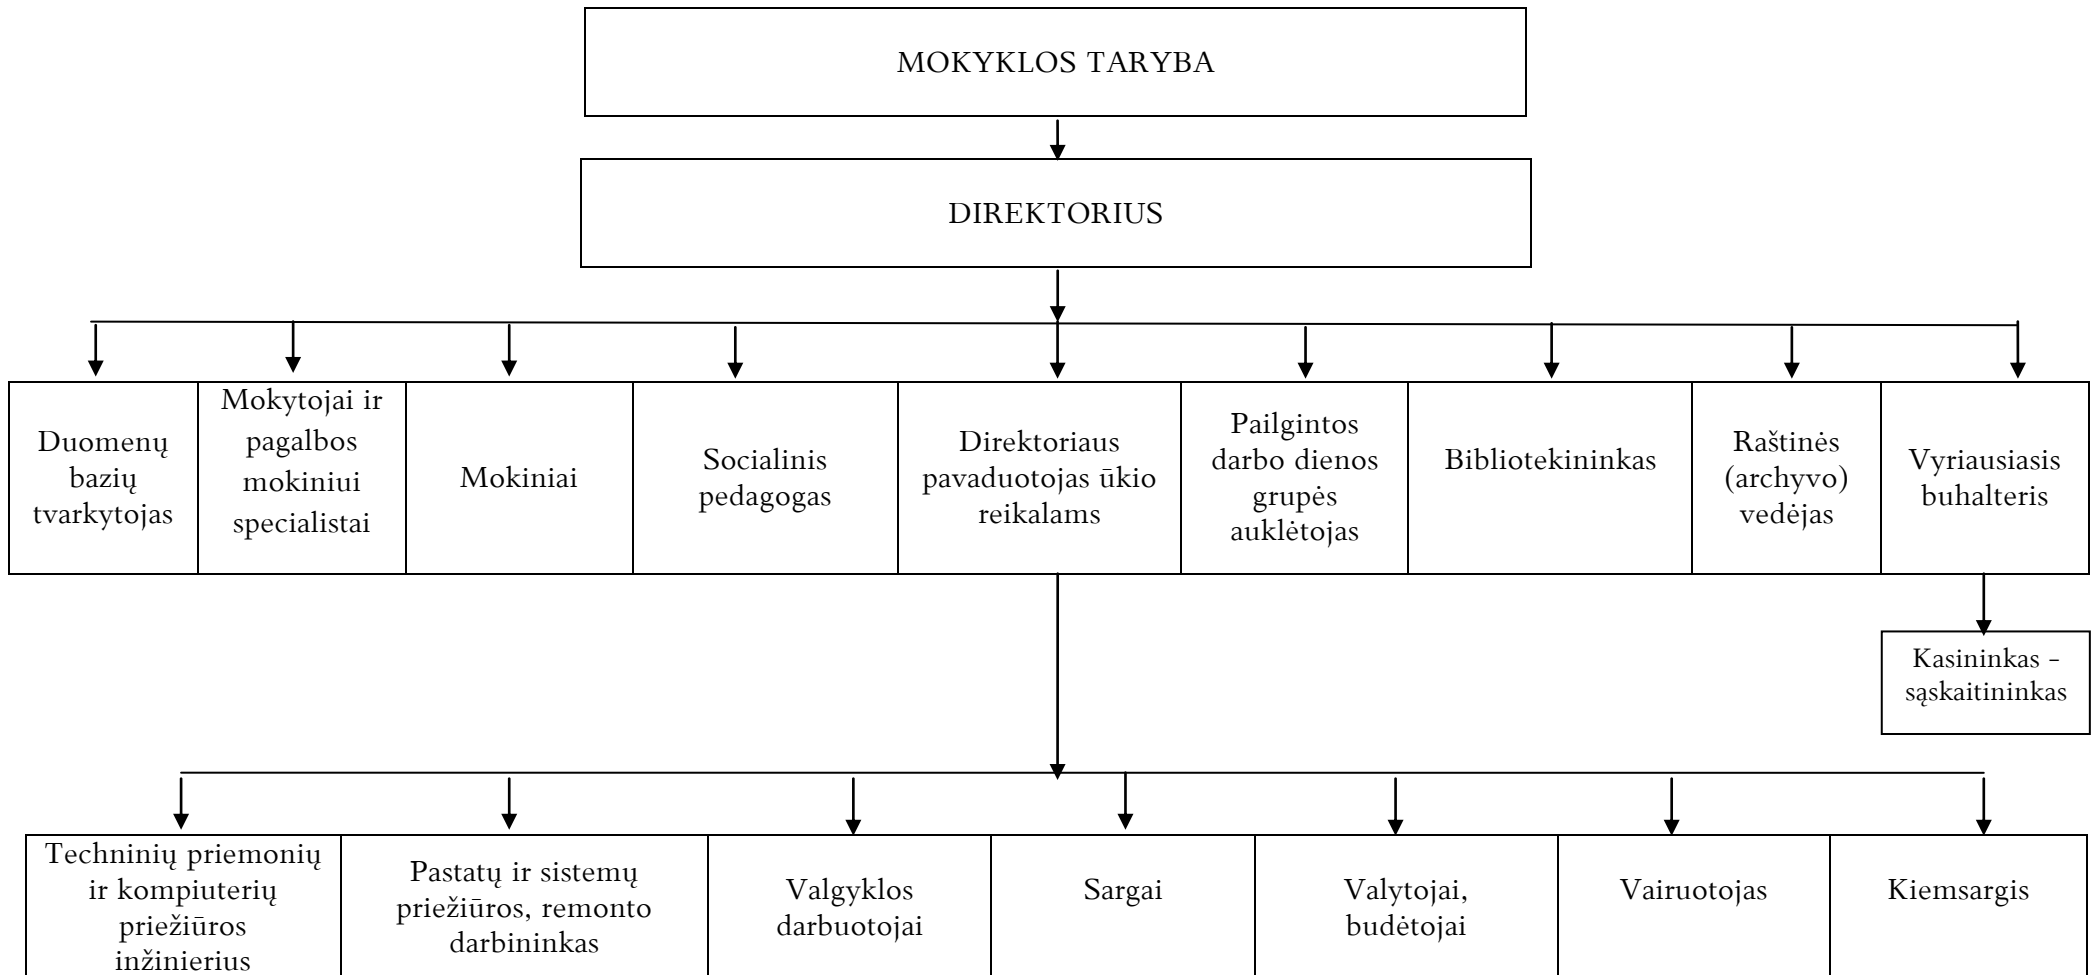 MOKYKLOS TARYBA
DIREKTORIUS
Duomenų
bazių
tvarkytojas
Mokytojai ir
pagalbos
mokiniui
specialistai
Mokiniai
Socialinis
pedagogas
Direktoriaus
pavaduotojas ūkio
reikalams
Pailgintos
darbo dienos
grupės
auklėtojas
Bibliotekininkas
Raštinės
(archyvo)
vedėjas
Vyriausiasis
buhalteris
Kasininkas -
sąskaitininkas
Techninių priemonių
ir kompiuterių
priežiūros
inžinierius
Pastatų ir sistemų
priežiūros, remonto
darbininkas
Valgyklos
darbuotojai
Sargai
Valytojai,
budėtojai
Vairuotojas
Kiemsargis